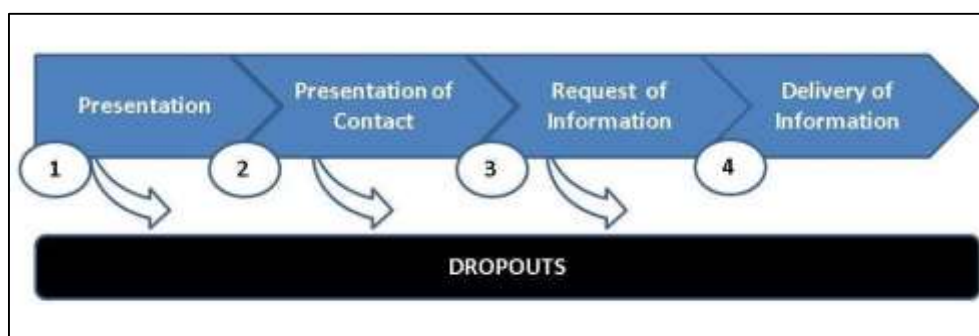 Presentation
Presentation of
Contact
Request of
Information
Delivery of
Information
1
2
3
4
DROPOUTS